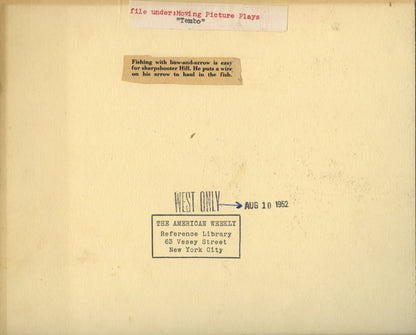 file under:Moving Picture Plays
"Tembo"
Fishing with bow-and-arrow is easy
for sharpshooter Hill. He puts a wire
on his arrow to haul in the fish.
WEST ONLY
AUG 10 1952
THE AMERICAN WEEKLY
Reference Library
63 Vesey Street
New York City